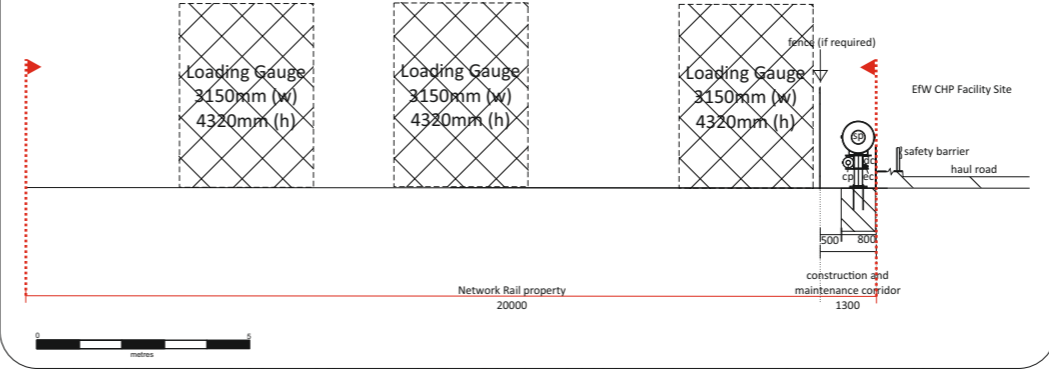 fence (if required)
Loading Gauge
3150mm (w)
4320mm (h)
Loading Gauge
3150mm (w)
4320mm (h)
Loading Gauge
3150mm (w)
4320mm (h)
EfW CHP Facility Site
sp
safety barrier
haul road
cp
ec
500
800
construction and
maintenance corridor
1300
Network Rail property
20000
0
5
metres